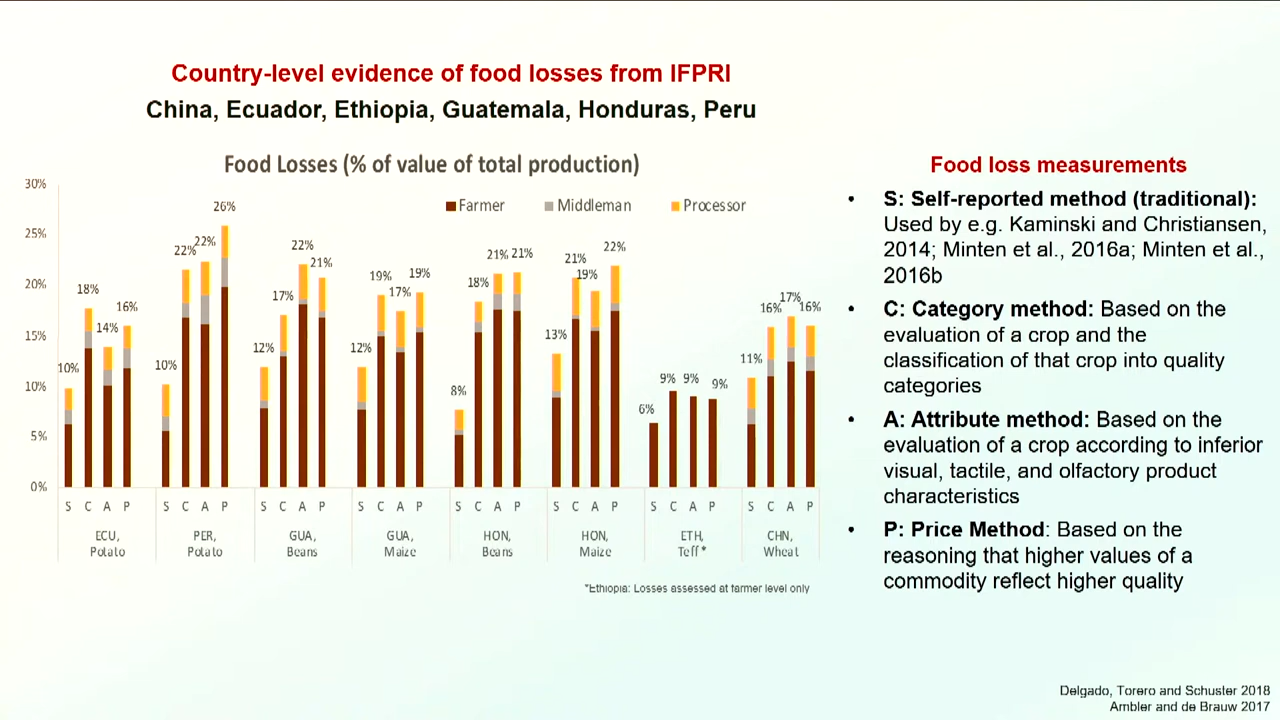 Country-level evidence of food losses from IFPRI
China, Ecuador, Ethiopia, Guatemala, Honduras, Peru
Food Losses (% of value of total production)
Farmer Middleman Processor
30%
25%
20%
15%
10%
5%
0%
10% 18% 14% 16%
10% 22% 22% 26%
12% 17% 22% 21%
12% 19% 17% 19%
8% 18% 21% 21%
13% 21% 19% 22%
6% 9% 9% 9%
11% 16% 17% 16%
S C A P S C A P S C A P S C A P S C A P S C A P S C A P S C A P
ECU, Potato
PER, Potato
GUA, Beans
GUA, Maize
HON, Beans
HON, Maize
ETH, Teff*
CHN, Wheat
*Ethiopia: Losses assessed at farmer level only
Food loss measurements
• S: Self-reported method (traditional):
Used by e.g. Kaminski and Christiansen,
2014; Minten et al., 2016a; Minten et al.,
2016b
• C: Category method: Based on the
evaluation of a crop and the
classification of that crop into quality
categories
• A: Attribute method: Based on the
evaluation of a crop according to inferior
visual, tactile, and olfactory product
characteristics
• P: Price Method: Based on the
reasoning that higher values of a
commodity reflect higher quality
Delgado, Torero and Schuster 2018
Ambler and de Brauw 2017